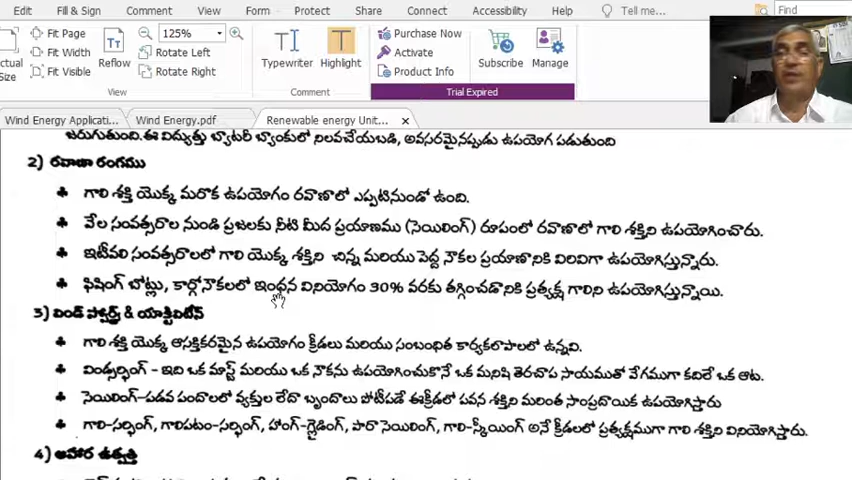 Edit Fill & Sign Comment View Form Protect Share Connect Accessibility Help Tell me... Find
Fit Page
Fit Width
Fit Visible
Actual Size
Reflow
125%
Rotate Left
Rotate Right
View
Typewriter
Highlight
Comment
Purchase Now
Activate
Product Info
Subscribe
Manage
Trial Expired
Wind Energy Applicati... Wind Energy.pdf Renewable energy Unit...
జరుగుతుంది.ఈ విద్యుత్తు బ్యాటరీ బ్యాంకులో నిలవచేయబడి, అవసరమైనప్పుడు ఉపయోగ పడుతుంది
2) రవాణా రంగము
గాలి శక్తి యొక్క మరొక ఉపయోగం రవాణాలో ఎప్పటినుండో ఉంది.
వేల సంవత్సరాల నుండి ప్రజలకు నీటి మీద ప్రయాణము (సెయిలింగ్) రూపంలో రవాణాలో గాలి శక్తిని ఉపయోగించారు.
ఇటీవలి సంవత్సరాలలో గాలి యొక్క శక్తిని చిన్న మరియు పెద్ద నౌకల ప్రయాణానికి విరివిగా ఉపయోగిస్తున్నారు.
ఫిషింగ్ బోట్లు, కార్గోనౌకలలో ఇంధన వినియోగం 30% వరకు తగ్గించడానికి ప్రత్యక్ష గాలిని ఉపయోగిస్తున్నాయి.
3) విండ్ స్పోర్ట్స్ & యాక్టివిటీస్
గాలి శక్తి యొక్క ఆసక్తికరమైన ఉపయోగం క్రీడలు మరియు సంబంధిత కార్యకలాపాలలో ఉన్నవి.
విండ్సర్ఫింగ్ - ఇది ఒక మాస్ట్ మరియు ఒక నౌకను ఉపయోగించుకొనే ఒక మనిషి తెరచాప సాయముతో వేగముగా కదిలే ఒక ఆట.
సెయిలింగ్-పడవ పందాలలో వ్యక్తుల లేదా బృందాలు పోటీపడే ఈక్రీడలో పవన శక్తిని మరింత సాంప్రదాయిక ఉపయోగిస్తారు
గాలి-సర్ఫింగ్, గాలిపటం-సర్ఫింగ్, హాంగ్-గ్లైడింగ్, పారా సెయిలింగ్, గాలి-స్కీయింగ్ అనే క్రీడలలో ప్రత్యక్షముగా గాలి శక్తిని వినియోగిస్తారు.
4) ఆహార ఉత్పత్తి